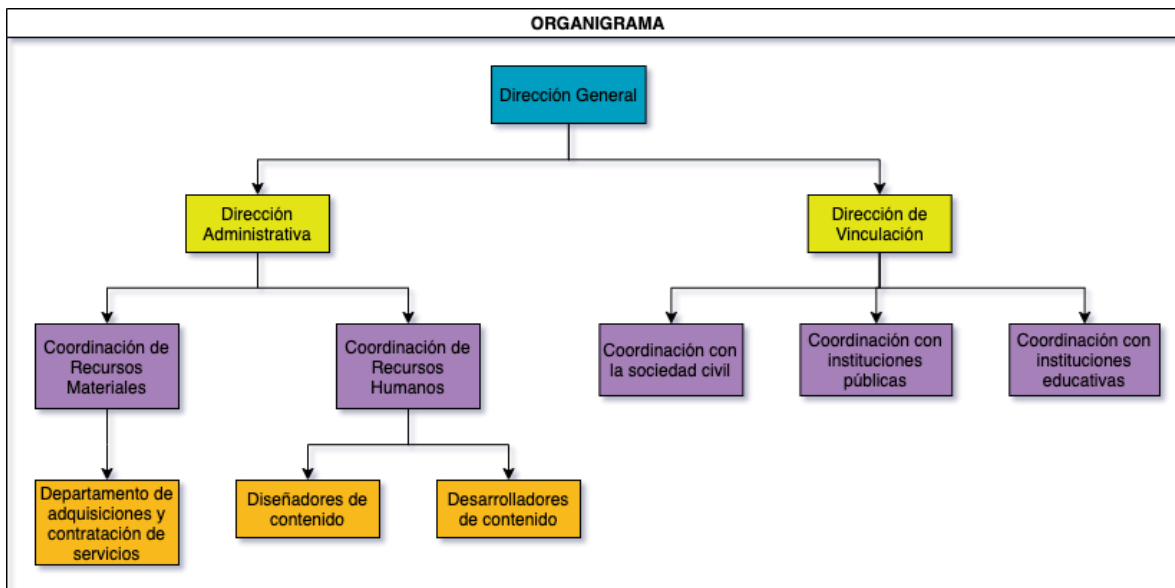 ORGANIGRAMA
Dirección General
Dirección
Administrativa
Dirección de
Vinculación
Coordinación de
Recursos
Materiales
Coordinación de
Recursos
Humanos
Coordinación con
la sociedad civil
Coordinación con
instituciones
públicas
Coordinación con
instituciones
educativas
Departamento de
adquisiciones y
contratación de
servicios
Diseñadores de
contenido
Desarrolladores
de contenido